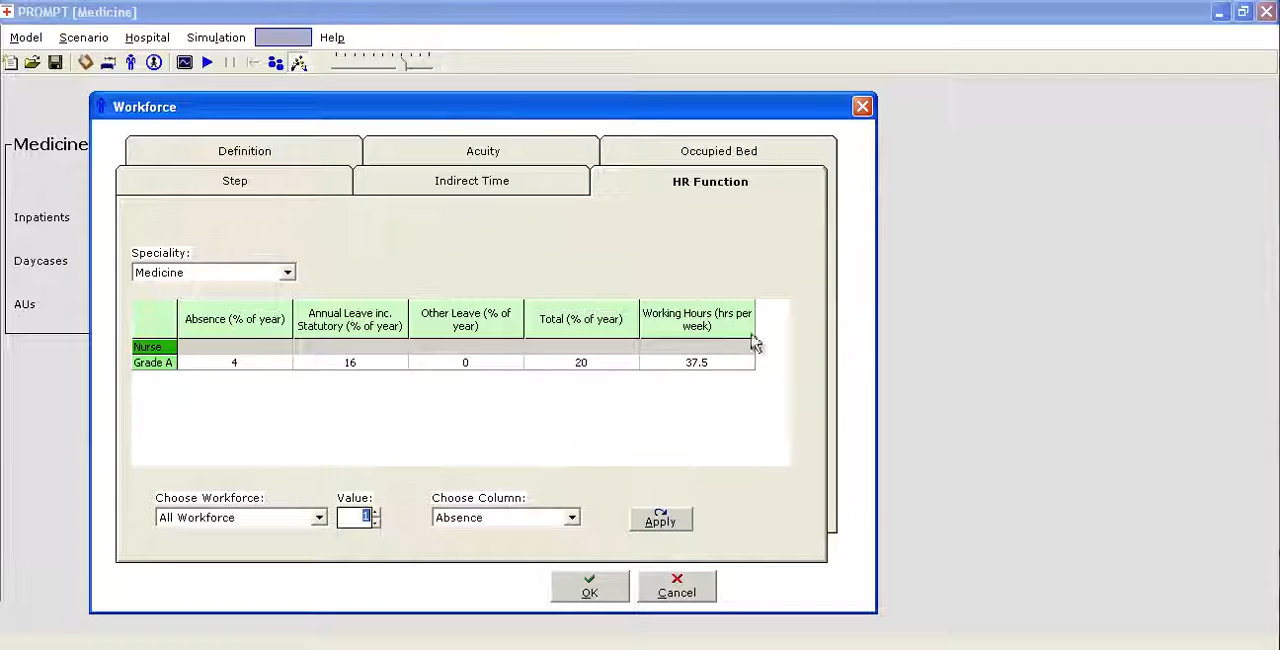 PROMPT [Medicine]
Model Scenario Hospital Simulation Help
Medicine
Inpatients
Daycases
AUs
Workforce
Definition Acuity Occupied Bed
Step Indirect Time HR Function
Speciality:
Medicine
Absence (% of year) Annual Leave inc. Statutory (% of year) Other Leave (% of year) Total (% of year) Working Hours (hrs per week)
Nurse
Grade A 4 16 0 20 37.5
Choose Workforce: Value: Choose Column:
All Workforce 1 Absence Apply
OK Cancel